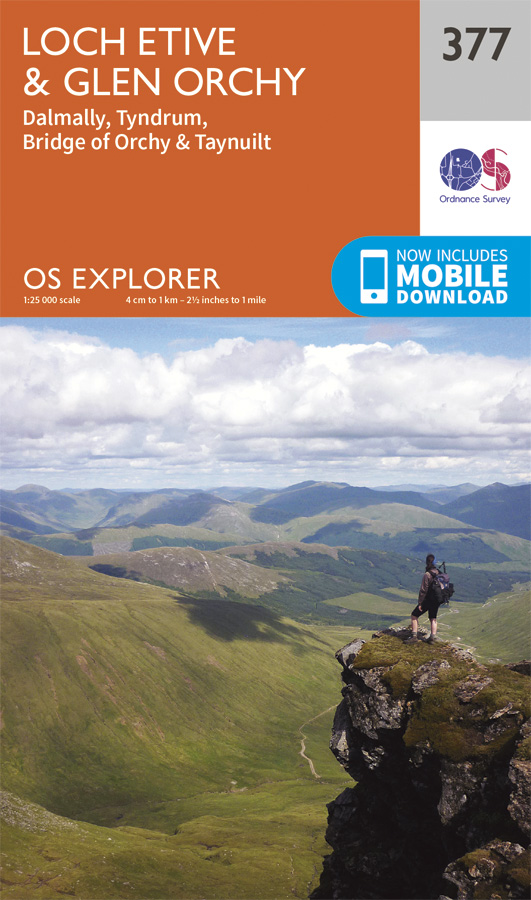 LOCH ETIVE
& GLEN ORCHY
Dalmally, Tyndrum,
Bridge of Orchy & Taynuilt
377
Ordnance Survey
OS EXPLORER
1:25 000 scale 4 cm to 1 km – 2½ inches to 1 mile
NOW INCLUDES
MOBILE
DOWNLOAD